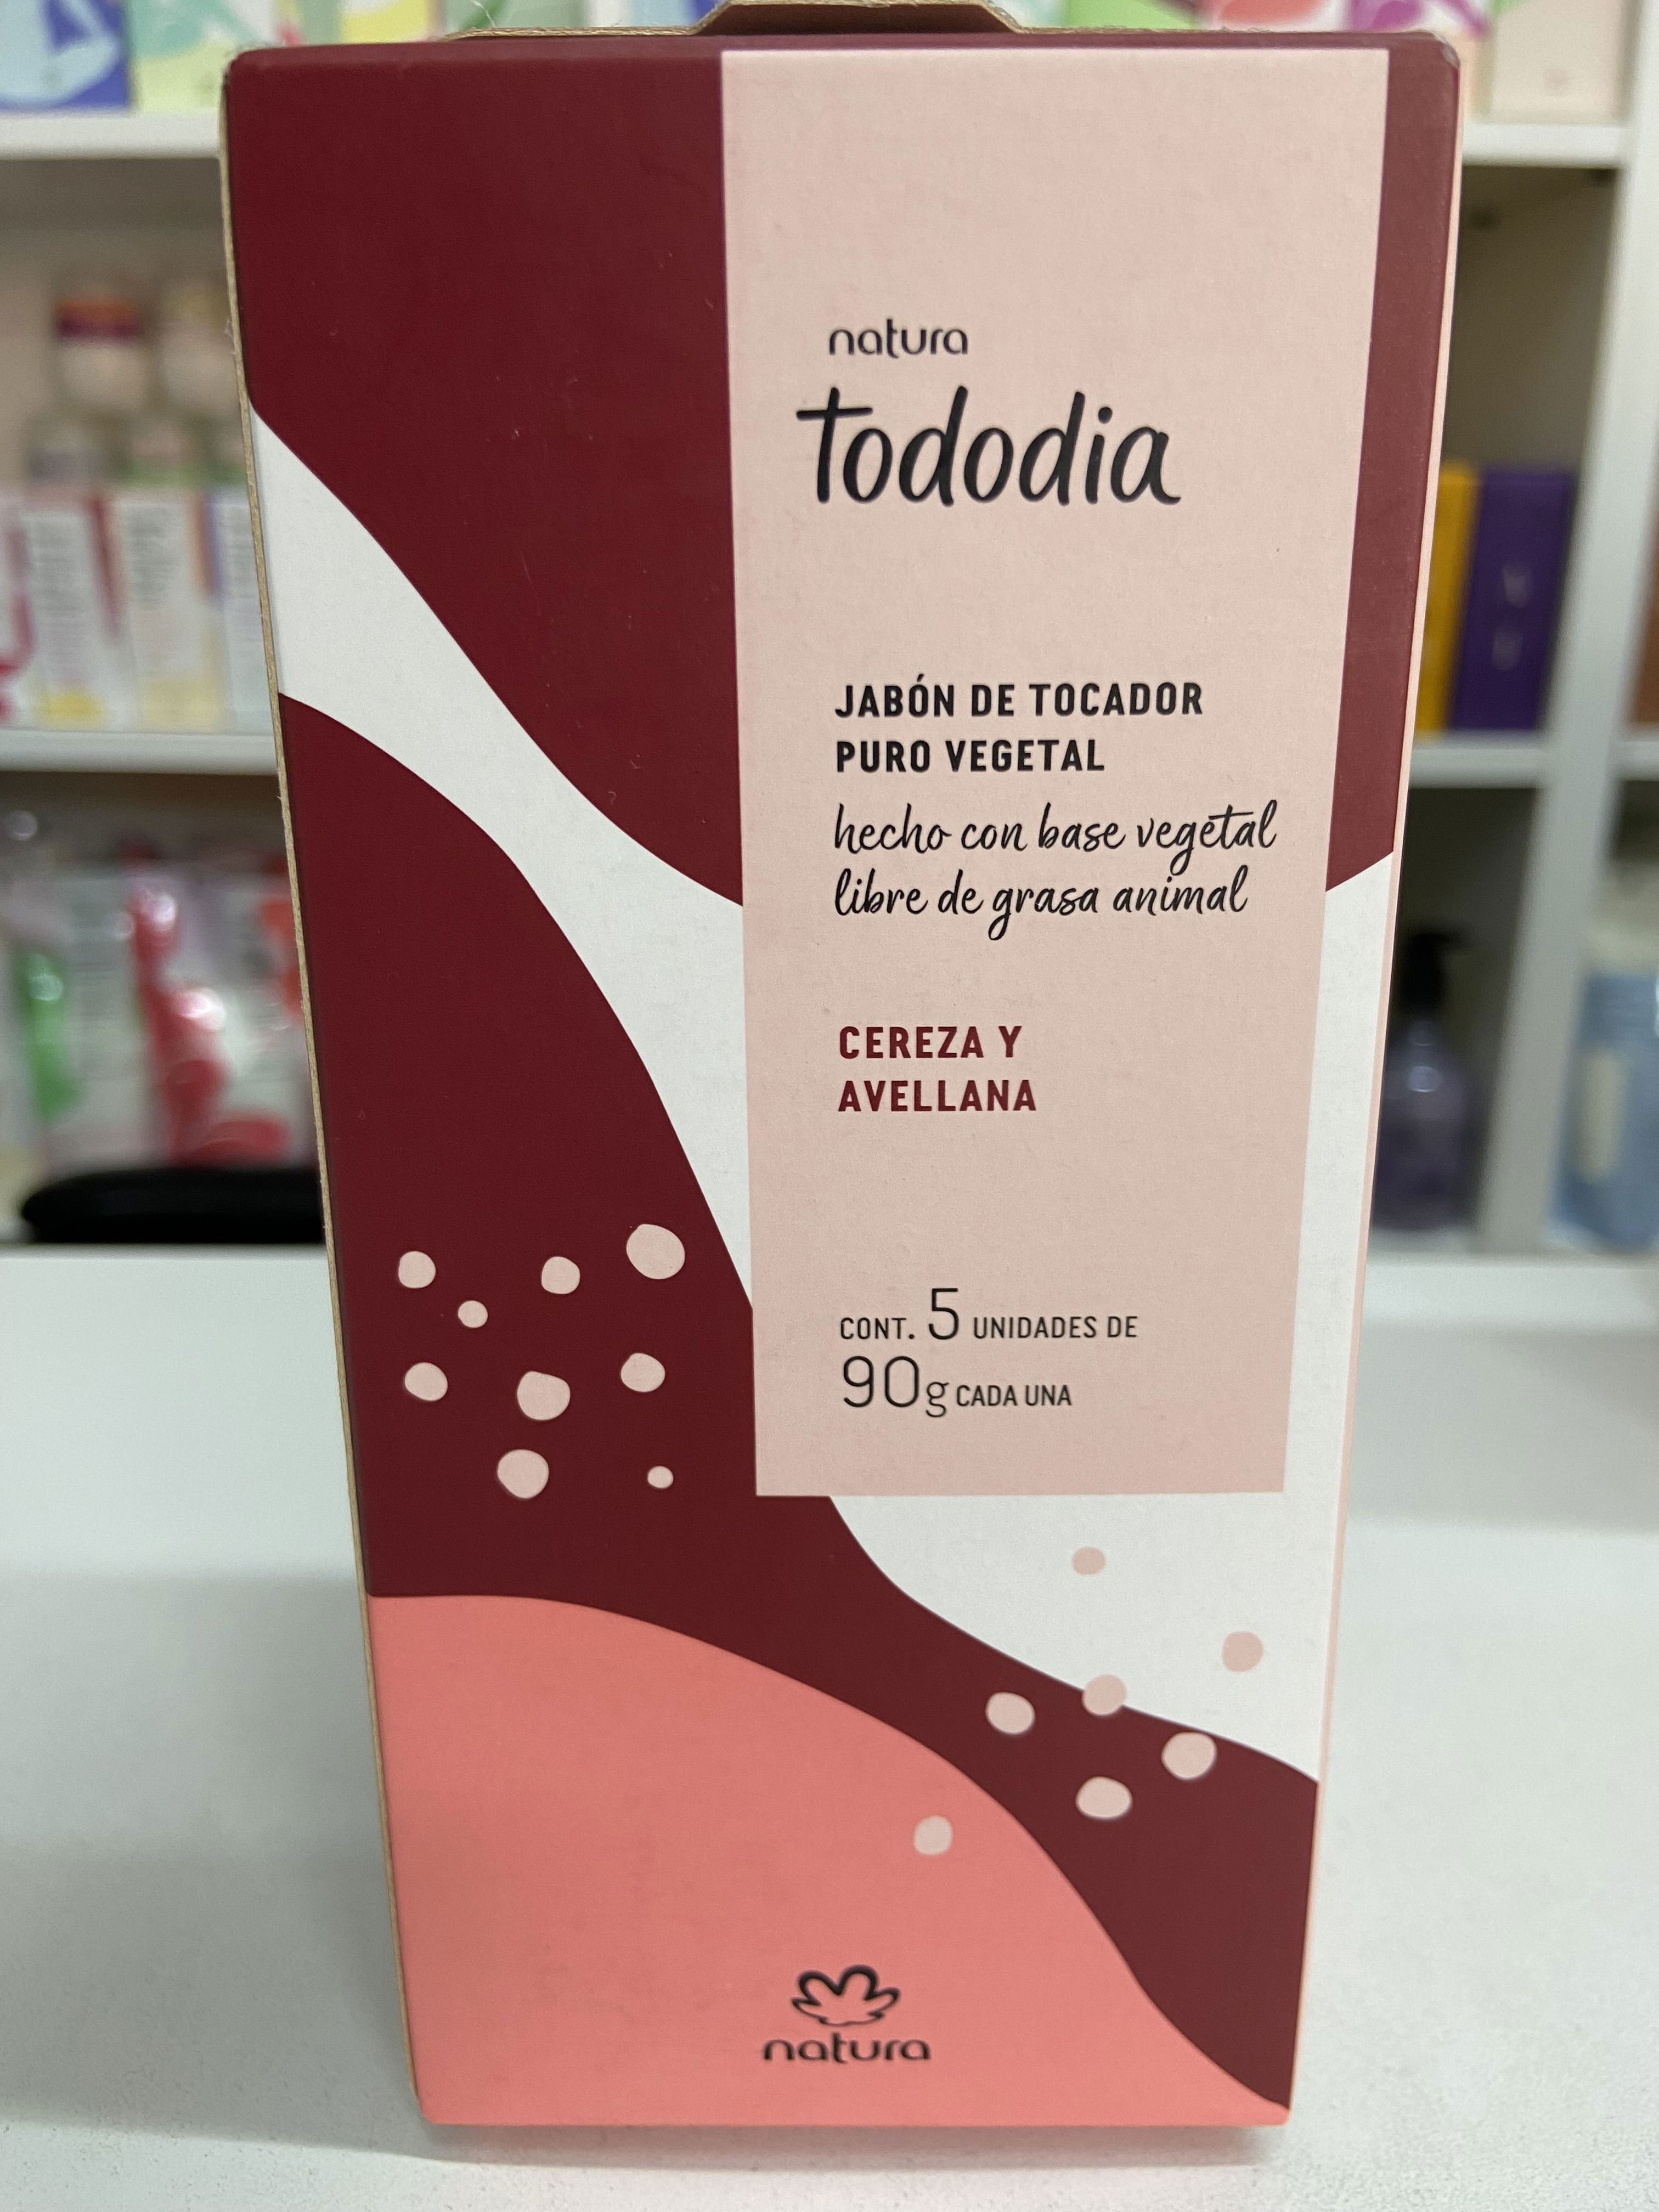 natura
Tododia
JABÓN DE TOCADOR
PURO VEGETAL
hecho con base vegetal
libre de grasa animal
CEREZA Y
AVELLANA
CONT. 5 UNIDADES DE
90g CADA UNA
natura